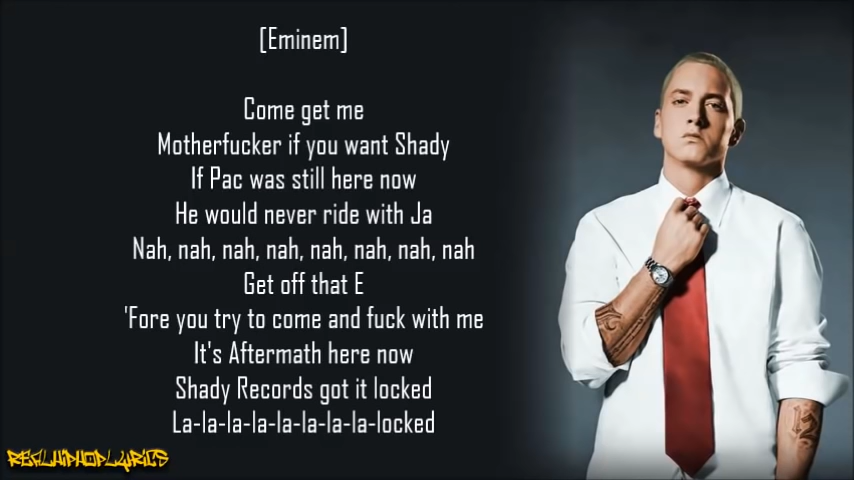 [Eminem]
Come get me
Motherfucker if you want Shady
If Pac was still here now
He would never ride with Ja
Nah, nah, nah, nah, nah, nah, nah, nah
Get off that E
'Fore you try to come and fuck with me
It's Aftermath here now
Shady Records got it locked
La-la-la-la-la-la-la-la-locked
REALHIPHOPLYRICS